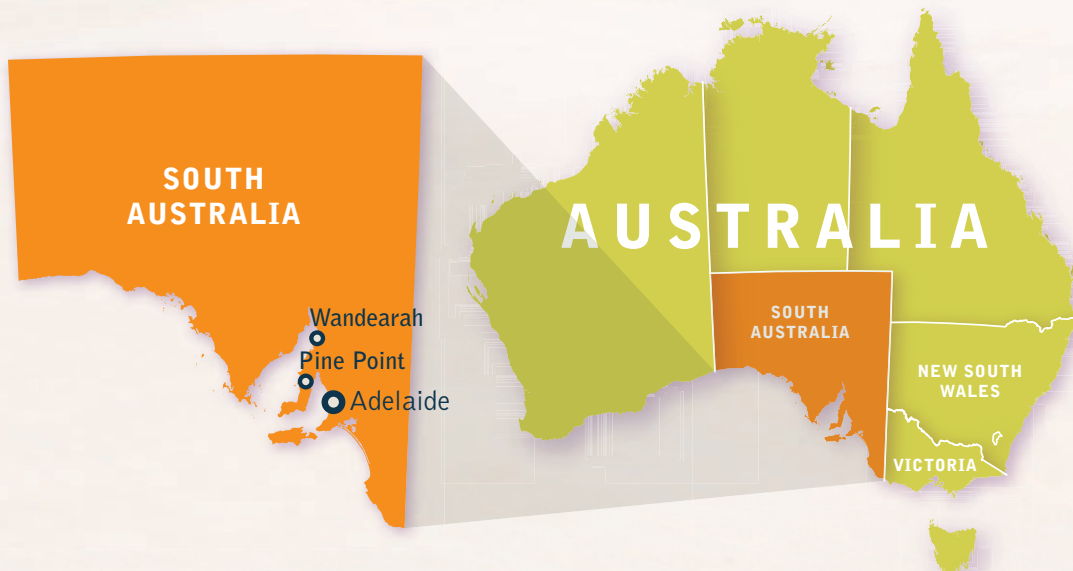 SOUTH
AUSTRALIA
Wandearah
Pine Point
Adelaide
AUSTRALIA
SOUTH
AUSTRALIA
NEW SOUTH
WALES
VICTORIA